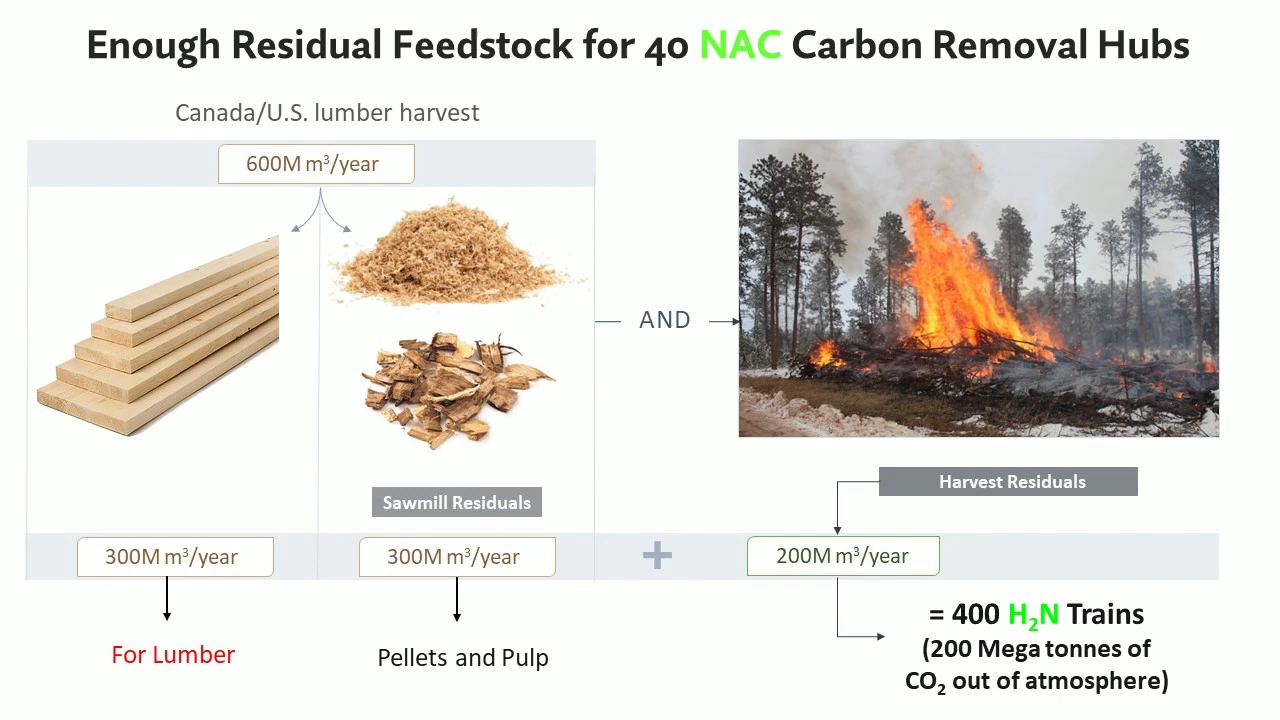 Enough Residual Feedstock for 40 NAC Carbon Removal Hubs
Canada/U.S. lumber harvest
600M m³/year
AND
Sawmill Residuals
Harvest Residuals
300M m³/year
300M m³/year
+
200M m³/year
For Lumber
Pellets and Pulp
= 400 H₂N Trains
(200 Mega tonnes of
CO₂ out of atmosphere)